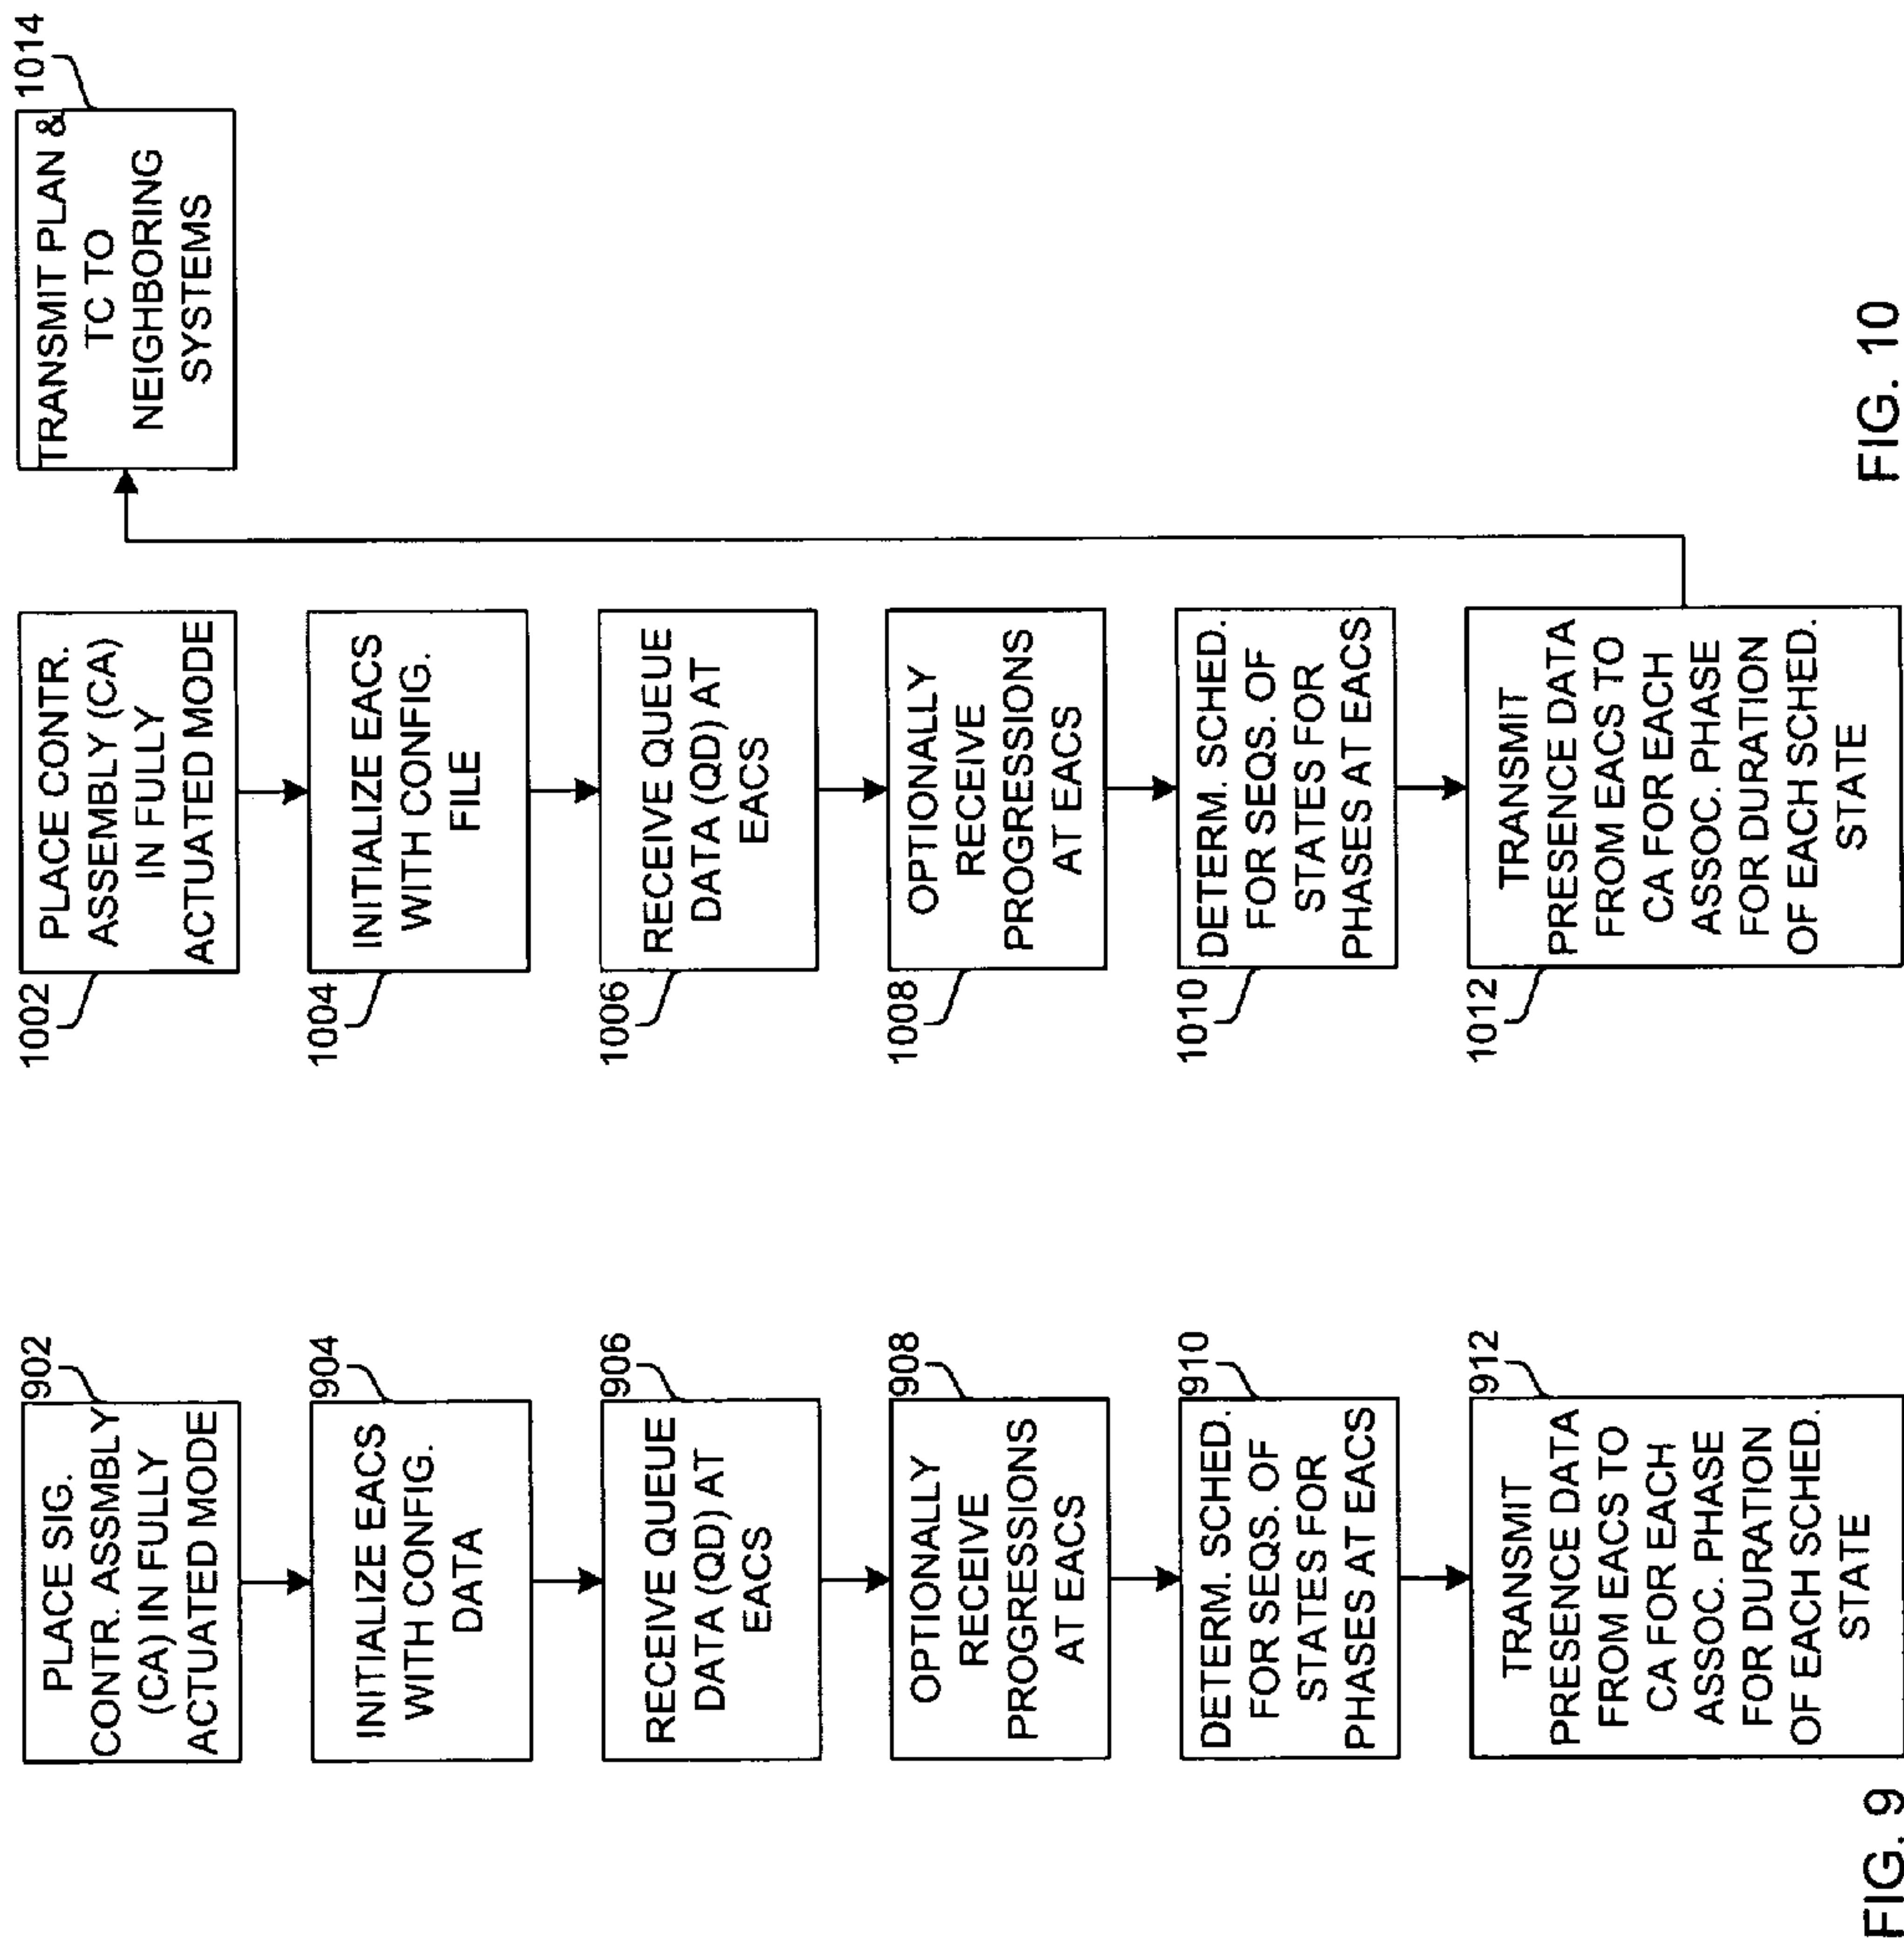 PLACE SIG.
CONTR. ASSMBLY
(CA) IN FULLY
ACTUATED MODE
902
INITIALIZE EACS
WITH CONFIG.
DATA
904
RECEIVE QUEUE
DATA (QD) AT
EACS
906
OPTIONALLY
RECEIVE
PROGRESSIONS
AT EACS
908
DETERM. SCHED.
FOR SEQS. OF
STATES FOR
PHASES AT EACS
910
TRANSMIT
PRESENCE DATA
FROM EACS TO
CA FOR EACH
ASSOC. PHASE
FOR DURATION
OF EACH SCHED.
STATE
912
FIG. 9
1002
PLACE CONTR.
ASSEMBLY (CA)
IN FULLY
ACTUATED MODE
1004
INITIALIZE EACS
WITH CONFIG.
FILE
1006
RECEIVE QUEUE
DATA (QD) AT
EACS
1008
OPTIONALLY
RECEIVE
PROGRESSIONS
AT EACS
1010
DETERM. SCHED.
FOR SEQS. OF
STATES FOR
PHASES AT EACS
1012
TRANSMIT
PRESENCE DATA
FROM EACS TO
CA FOR EACH
ASSOC. PHASE
FOR DURATION
OF EACH SCHED.
STATE
TRANSMIT PLAN &
TC TO
NEIGHBORING
SYSTEMS
1014
FIG. 10